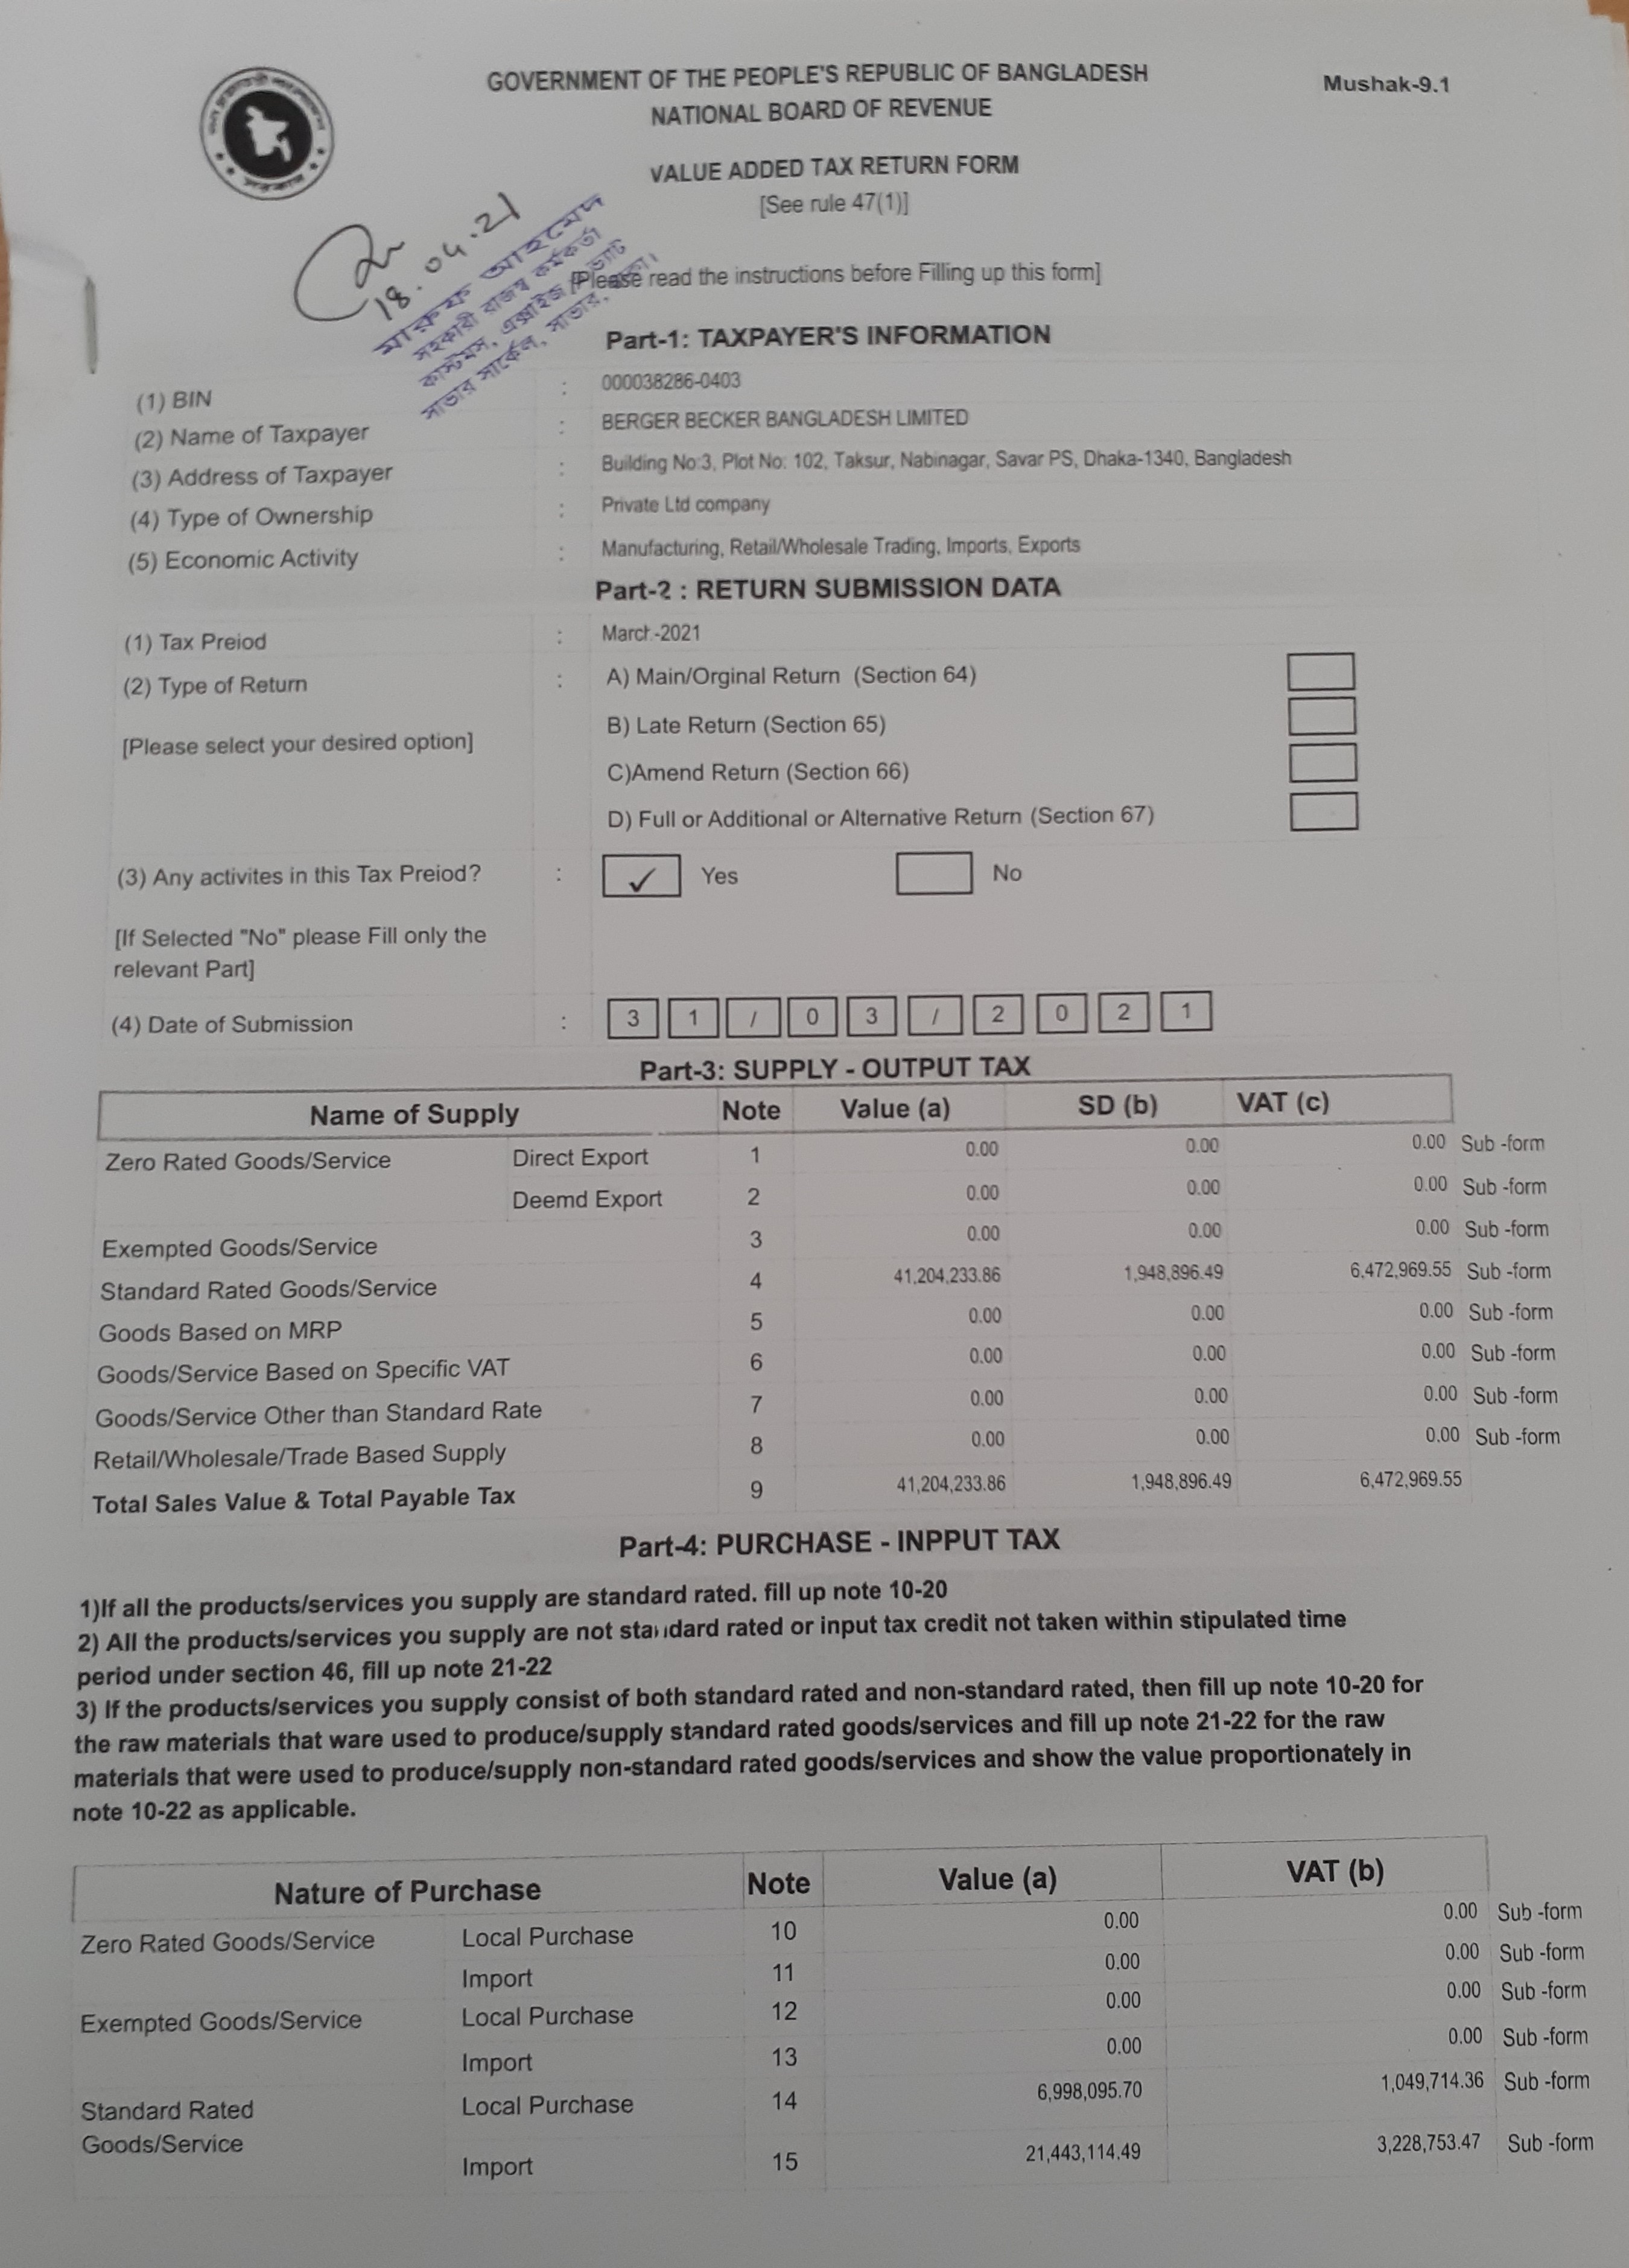 GOVERNMENT OF THE PEOPLE'S REPUBLIC OF BANGLADESH
Mushak-9.1
NATIONAL BOARD OF REVENUE
VALUE ADDED TAX RETURN FORM
[See rule 47(1)]
18.04.21
মারুফ আহমেদ
সহকারী রাজস্ব কর্মকর্তা
কাস্টমস, এক্সাইজ ও ভ্যাট
সাভার সার্কেল, সাভার, ঢাকা।
[Please read the instructions before Filling up this form]
Part-1: TAXPAYER'S INFORMATION
(1) BIN : 000038286-0403
(2) Name of Taxpayer : BERGER BECKER BANGLADESH LIMITED
(3) Address of Taxpayer : Building No:3, Plot No: 102, Taksur, Nabinagar, Savar PS, Dhaka-1340, Bangladesh
(4) Type of Ownership : Private Ltd company
(5) Economic Activity : Manufacturing, Retail/Wholesale Trading, Imports, Exports
Part-2 : RETURN SUBMISSION DATA
(1) Tax Preiod : March-2021
(2) Type of Return : A) Main/Orginal Return (Section 64)
B) Late Return (Section 65)
[Please select your desired option]
C)Amend Return (Section 66)
D) Full or Additional or Alternative Return (Section 67)
(3) Any activites in this Tax Preiod? : ✓ Yes No
[If Selected "No" please Fill only the
relevant Part]
(4) Date of Submission : 3 1 / 0 3 / 2 0 2 1
Part-3: SUPPLY - OUTPUT TAX
Name of Supply Note Value (a) SD (b) VAT (c)
Zero Rated Goods/Service Direct Export 1 0.00 0.00 0.00 Sub -form
Deemd Export 2 0.00 0.00 0.00 Sub -form
Exempted Goods/Service 3 0.00 0.00 0.00 Sub -form
Standard Rated Goods/Service 4 41,204,233.86 1,948,896.49 6,472,969.55 Sub -form
Goods Based on MRP 5 0.00 0.00 0.00 Sub -form
Goods/Service Based on Specific VAT 6 0.00 0.00 0.00 Sub -form
Goods/Service Other than Standard Rate 7 0.00 0.00 0.00 Sub -form
Retail/Wholesale/Trade Based Supply 8 0.00 0.00 0.00 Sub -form
Total Sales Value & Total Payable Tax 9 41,204,233.86 1,948,896.49 6,472,969.55
Part-4: PURCHASE - INPPUT TAX
1)If all the products/services you supply are standard rated. fill up note 10-20
2) All the products/services you supply are not standard rated or input tax credit not taken within stipulated time
period under section 46, fill up note 21-22
3) If the products/services you supply consist of both standard rated and non-standard rated, then fill up note 10-20 for
the raw materials that ware used to produce/supply standard rated goods/services and fill up note 21-22 for the raw
materials that were used to produce/supply non-standard rated goods/services and show the value proportionately in
note 10-22 as applicable.
Nature of Purchase Note Value (a) VAT (b)
Zero Rated Goods/Service Local Purchase 10 0.00 0.00 Sub -form
Import 11 0.00 0.00 Sub -form
Exempted Goods/Service Local Purchase 12 0.00 0.00 Sub -form
Import 13 0.00 0.00 Sub -form
Standard Rated Local Purchase 14 6,998,095.70 1,049,714.36 Sub -form
Goods/Service
Import 15 21,443,114.49 3,228,753.47 Sub -form